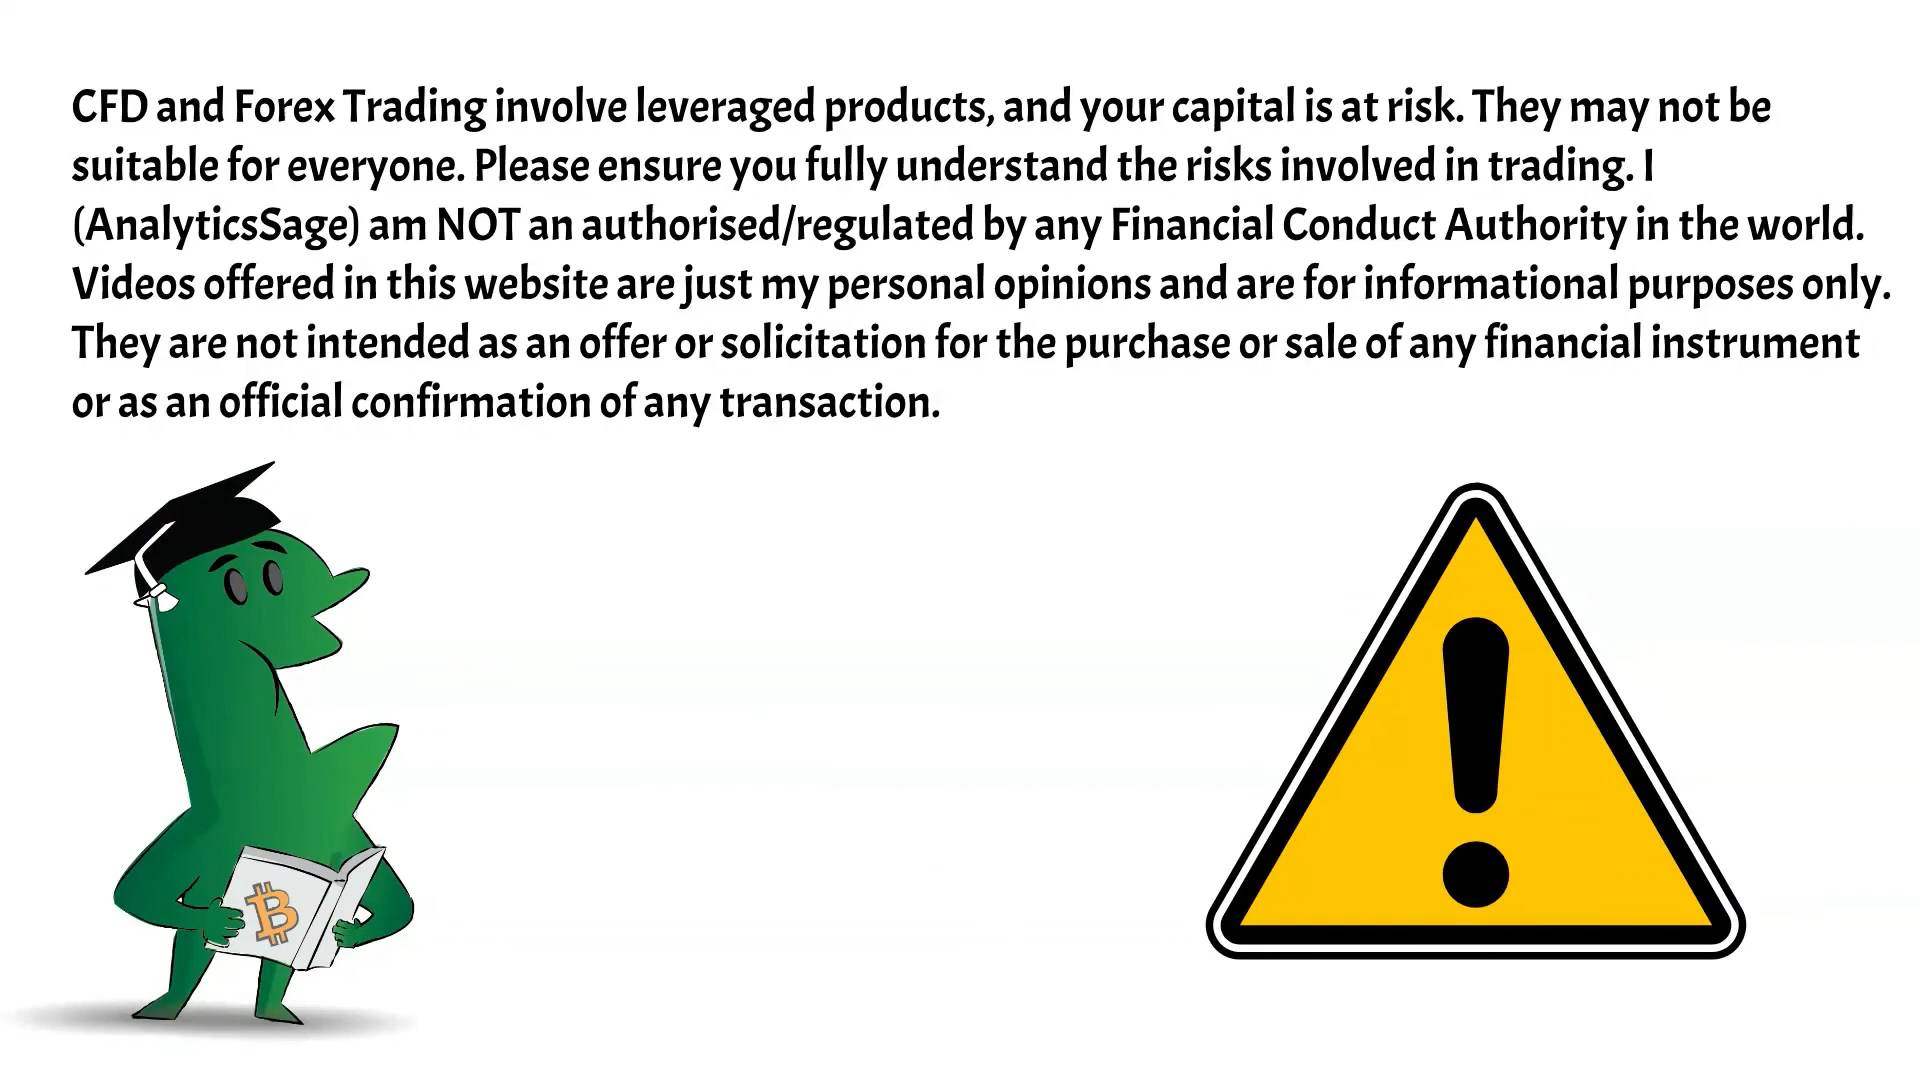 CFD and Forex Trading involve leveraged products, and your capital is at risk. They may not be
suitable for everyone. Please ensure you fully understand the risks involved in trading. I
(AnalyticsSage) am NOT an authorised/regulated by any Financial Conduct Authority in the world.
Videos offered in this website are just my personal opinions and are for informational purposes only.
They are not intended as an offer or solicitation for the purchase or sale of any financial instrument
or as an official confirmation of any transaction.